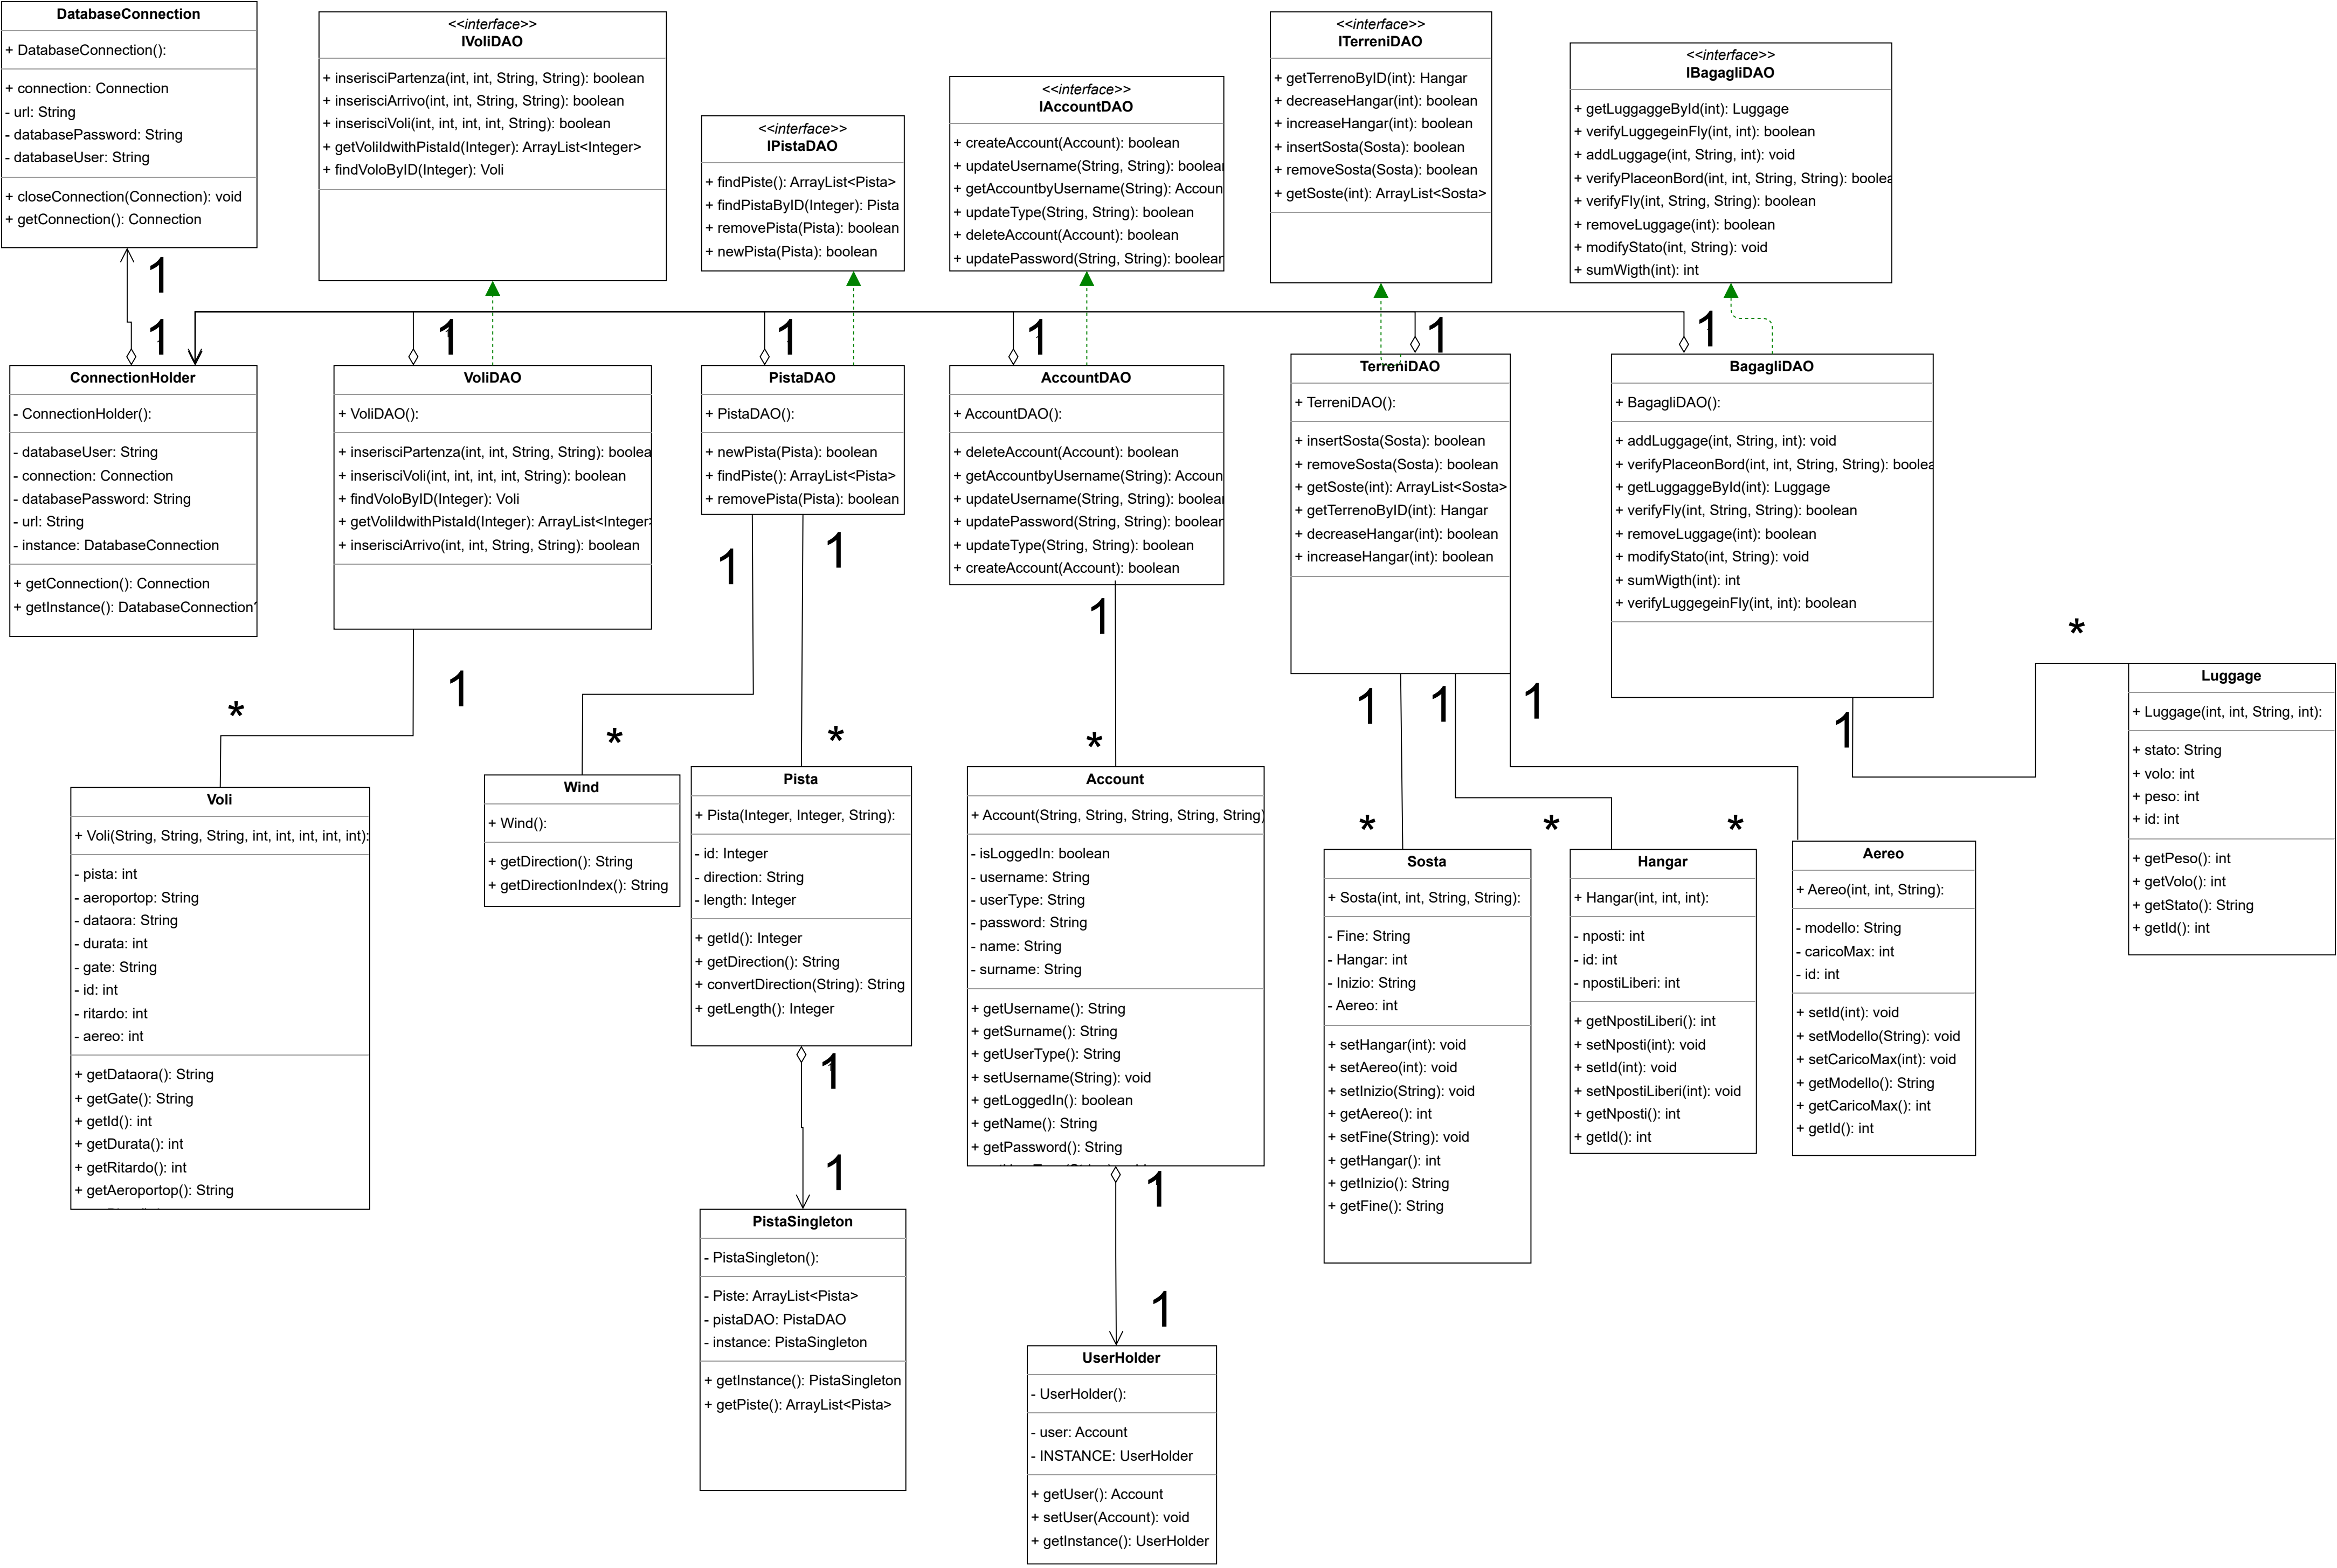 DatabaseConnection
+ DatabaseConnection():
+ connection: Connection
- url: String
- databasePassword: String
- databaseUser: String
+ closeConnection(Connection): void
+ getConnection(): Connection
<<interface>>
IVoliDAO
+ inserisciPartenza(int, int, String, String): boolean
+ inserisciArrivo(int, int, String, String): boolean
+ inserisciVoli(int, int, int, int, String): boolean
+ getVoliIdwithPistaId(Integer): ArrayList<Integer>
+ findVoloByID(Integer): Voli
<<interface>>
IPistaDAO
+ findPiste(): ArrayList<Pista>
+ findPistaByID(Integer): Pista
+ removePista(Pista): boolean
+ newPista(Pista): boolean
<<interface>>
IAccountDAO
+ createAccount(Account): boolean
+ updateUsername(String, String): boolean
+ getAccountbyUsername(String): Accoun
+ updateType(String, String): boolean
+ deleteAccount(Account): boolean
+ updatePassword(String, String): boolear
<<interface>>
ITerreniDAO
+ getTerrenoByID(int): Hangar
+ decreaseHangar(int): boolean
+ increaseHangar(int): boolean
+ insertSosta(Sosta): boolean
+ removeSosta(Sosta): boolean
+ getSoste(int): ArrayList<Sosta>
<<interface>>
IBagagliDAO
+ getLuggaggeById(int): Luggage
+ verifyLuggegeinFly(int, int): boolean
+ addLuggage(int, String, int): void
+ verifyPlaceonBord(int, int, String, String): boolea
+ verifyFly(int, String, String): boolean
+ removeLuggage(int): boolean
+ modifyStato(int, String): void
+ sumWigth(int): int
1
1
1
1
1
1
1
ConnectionHolder
- ConnectionHolder():
- databaseUser: String
- connection: Connection
- databasePassword: String
- url: String
- instance: DatabaseConnection
+ getConnection(): Connection
+ getInstance(): DatabaseConnection
VoliDAO
+ VoliDAO():
+ inserisciPartenza(int, int, String, String): boolea
+ inserisciVoli(int, int, int, int, String): boolean
+ findVoloByID(Integer): Voli
+ getVoliIdwithPistaId(Integer): ArrayList<Integer>
+ inserisciArrivo(int, int, String, String): boolean
PistaDAO
+ PistaDAO():
+ newPista(Pista): boolean
+ findPiste(): ArrayList<Pista>
+ removePista(Pista): boolean
AccountDAO
+ AccountDAO():
+ deleteAccount(Account): boolean
+ getAccountbyUsername(String): Accoun
+ updateUsername(String, String): boolean
+ updatePassword(String, String): boolear
+ updateType(String, String): boolean
+ createAccount(Account): boolean
TerreniDAO
+ TerreniDAO():
+ insertSosta(Sosta): boolean
+ removeSosta(Sosta): boolean
+ getSoste(int): ArrayList<Sosta>
+ getTerrenoByID(int): Hangar
+ decreaseHangar(int): boolean
+ increaseHangar(int): boolean
BagagliDAO
+ BagagliDAO():
+ addLuggage(int, String, int): void
+ verifyPlaceonBord(int, int, String, String): boolea
+ getLuggaggeById(int): Luggage
+ verifyFly(int, String, String): boolean
+ removeLuggage(int): boolean
+ modifyStato(int, String): void
+ sumWigth(int): int
+ verifyLuggegeinFly(int, int): boolean
1
*
1
*
1
*
1
*
1
*
1
*
1
*
1
*
Voli
+ Voli(String, String, String, int, int, int, int, int):
- pista: int
- aeroportop: String
- dataora: String
- durata: int
- gate: String
- id: int
- ritardo: int
- aereo: int
+ getDataora(): String
+ getGate(): String
+ getId(): int
+ getDurata(): int
+ getRitardo(): int
+ getAeroportop(): String
Wind
+ Wind():
+ getDirection(): String
+ getDirectionIndex(): String
Pista
+ Pista(Integer, Integer, String):
- id: Integer
- direction: String
- length: Integer
+ getId(): Integer
+ getDirection(): String
+ convertDirection(String): String
+ getLength(): Integer
1
1
PistaSingleton
- PistaSingleton():
- Piste: ArrayList<Pista>
- pistaDAO: PistaDAO
- instance: PistaSingleton
+ getInstance(): PistaSingleton
+ getPiste(): ArrayList<Pista>
Account
+ Account(String, String, String, String, String)
- isLoggedIn: boolean
- username: String
- userType: String
- password: String
- name: String
- surname: String
+ getUsername(): String
+ getSurname(): String
+ getUserType(): String
+ setUsername(String): void
+ getLoggedIn(): boolean
+ getName(): String
+ getPassword(): String
1
1
UserHolder
- UserHolder():
- user: Account
- INSTANCE: UserHolder
+ getUser(): Account
+ setUser(Account): void
+ getInstance(): UserHolder
Sosta
+ Sosta(int, int, String, String):
- Fine: String
- Hangar: int
- Inizio: String
- Aereo: int
+ setHangar(int): void
+ setAereo(int): void
+ setInizio(String): void
+ getAereo(): int
+ setFine(String): void
+ getHangar(): int
+ getInizio(): String
+ getFine(): String
Hangar
+ Hangar(int, int, int):
- nposti: int
- id: int
- npostiLiberi: int
+ getNpostiLiberi(): int
+ setNposti(int): void
+ setId(int): void
+ setNpostiLiberi(int): void
+ getNposti(): int
+ getId(): int
Aereo
+ Aereo(int, int, String):
- modello: String
- caricoMax: int
- id: int
+ setId(int): void
+ setModello(String): void
+ setCaricoMax(int): void
+ getModello(): String
+ getCaricoMax(): int
+ getId(): int
Luggage
+ Luggage(int, int, String, int):
+ stato: String
+ volo: int
+ peso: int
+ id: int
+ getPeso(): int
+ getVolo(): int
+ getStato(): String
+ getId(): int